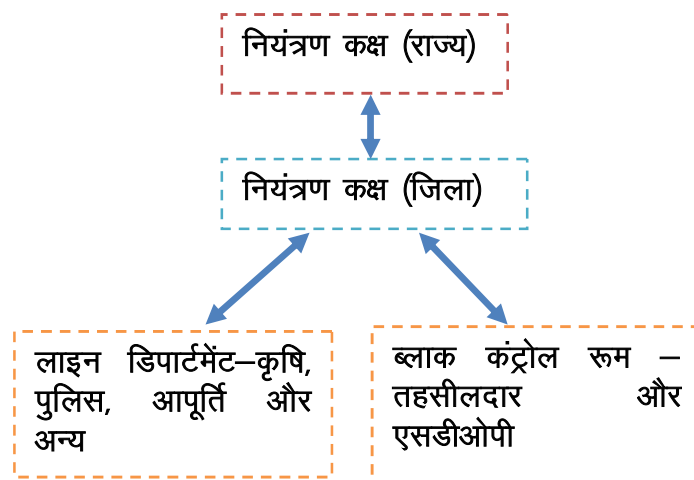 नियंत्रण कक्ष (राज्य)
नियंत्रण कक्ष (जिला)
लाइन डिपार्टमेंट–कृषि,
पुलिस, आपूर्ति और
अन्य
ब्लाक कंट्रोल रूम –
तहसीलदार और
एसडीओपी